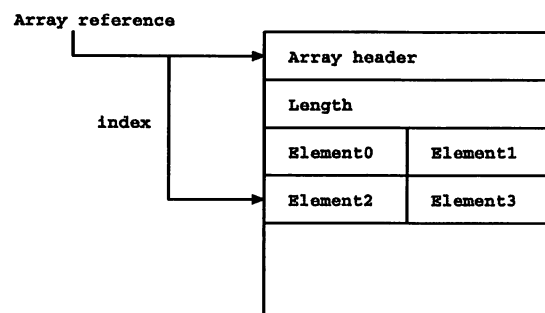 Array reference
Array header
Length
index
Element0 Element1
Element2 Element3